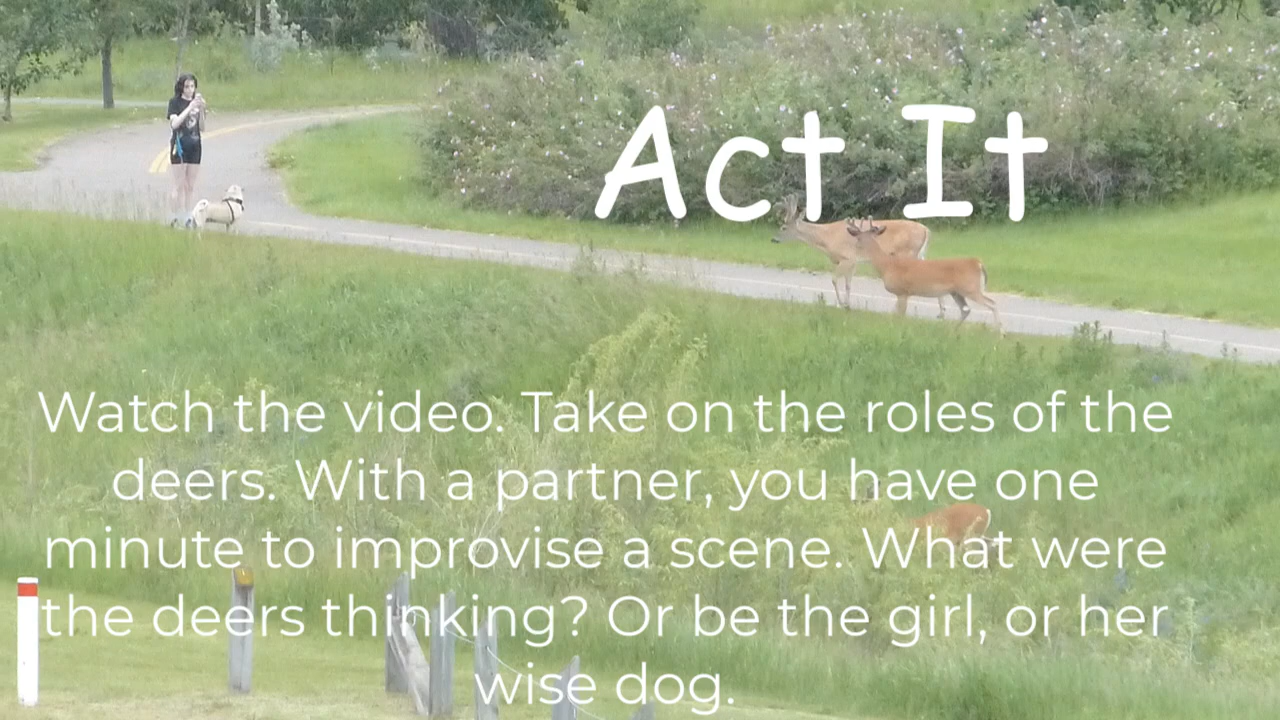 Act It
Watch the video. Take on the roles of the
deers. With a partner, you have one
minute to improvise a scene. What were
the deers thinking? Or be the girl, or her
wise dog.